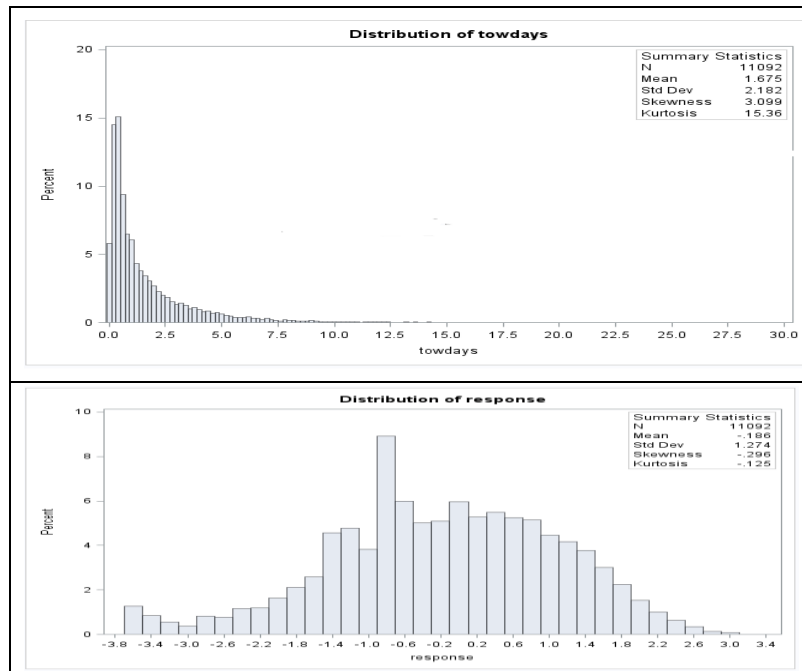 Distribution of towdays
Summary Statistics
N 11092
Mean 1.675
Std Dev 2.182
Skewness 3.099
Kurtosis 15.36
20
15
10
5
0
Percent
0.0 2.5 5.0 7.5 10.0 12.5 15.0 17.5 20.0 22.5 25.0 27.5 30.0
towdays
Distribution of response
Summary Statistics
N 11092
Mean -.186
Std Dev 1.274
Skewness -.296
Kurtosis -.125
10
8
6
4
2
0
Percent
-3.8 -3.4 -3.0 -2.6 -2.2 -1.8 -1.4 -1.0 -0.6 -0.2 0.2 0.6 1.0 1.4 1.8 2.2 2.6 3.0 3.4
response